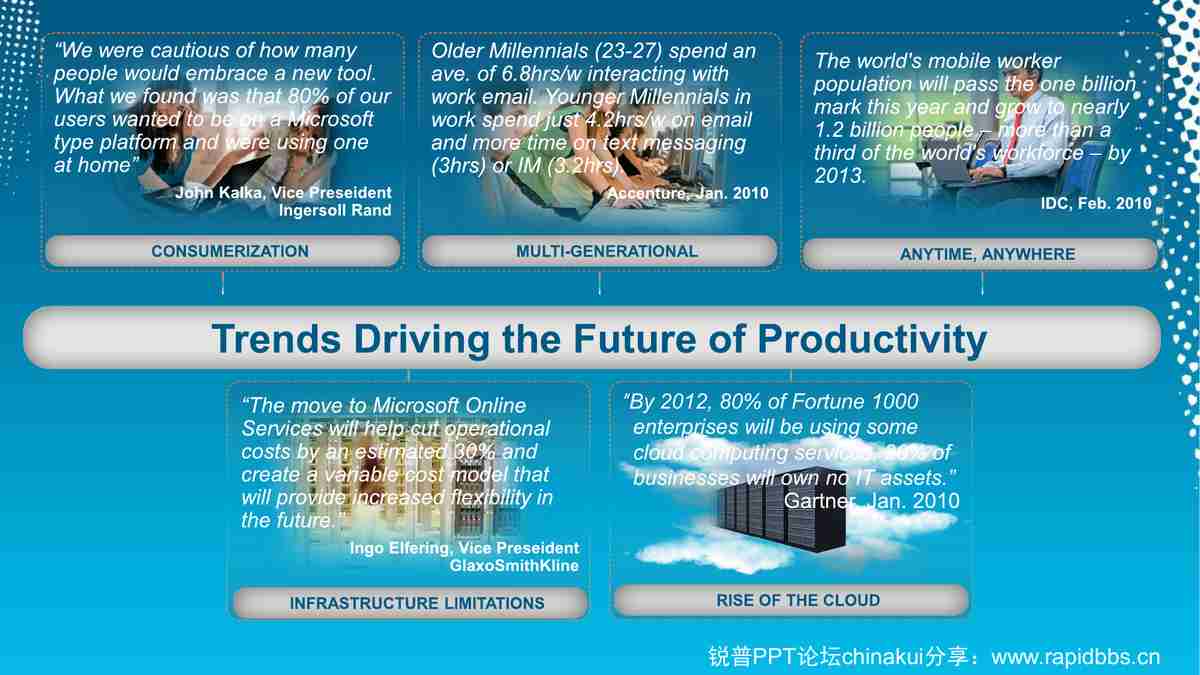 “We were cautious of how many
people would embrace a new tool.
What we found was that 80% of our
users wanted to be on a Microsoft
type platform and were using one
at home”
John Kalka, Vice Preseident
Ingersoll Rand
CONSUMERIZATION
Older Millennials (23-27) spend an
ave. of 6.8hrs/w interacting with
work email. Younger Millennials in
work spend just 4.2hrs/w on email
and more time on text messaging
(3hrs) or IM (3.2hrs).
Accenture, Jan. 2010
MULTI-GENERATIONAL
The world's mobile worker
population will pass the one billion
mark this year and grow to nearly
1.2 billion people – more than a
third of the world's workforce – by
2013.
IDC, Feb. 2010
ANYTIME, ANYWHERE
Trends Driving the Future of Productivity
“The move to Microsoft Online
Services will help cut operational
costs by an estimated 30% and
create a variable cost model that
will provide increased flexibility in
the future.”
Ingo Elfering, Vice Preseident
GlaxoSmithKline
INFRASTRUCTURE LIMITATIONS
“By 2012, 80% of Fortune 1000
enterprises will be using some
cloud computing services, 20% of
businesses will own no IT assets.”
Gartner, Jan. 2010
RISE OF THE CLOUD
锐普PPT论坛chinakui分享：www.rapidbbs.cn